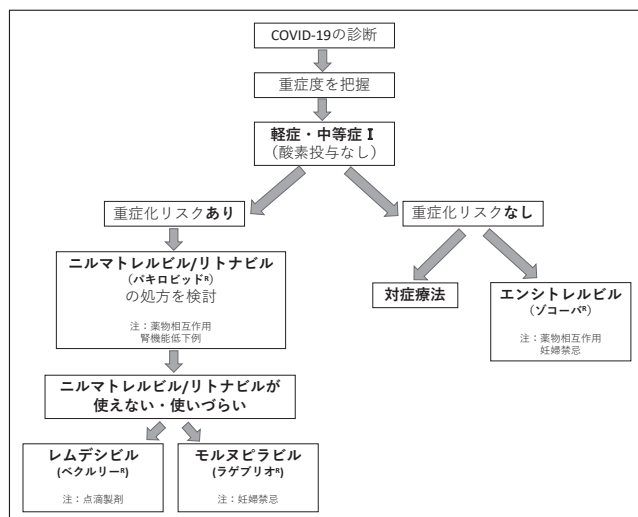 COVID-19の診断
重症度を把握
軽症・中等症 I
（酸素投与なし）
重症化リスクあり
重症化リスクなし
ニルマトレルビル/リトナビル
（パキロビッドR）
の処方を検討
注：薬物相互作用
腎機能低下例
対症療法
エンシトレルビル
（ゾコーバR）
注：薬物相互作用
妊婦禁忌
ニルマトレルビル/リトナビルが
使えない・使いづらい
レムデシビル
(ベクルリーR)
注：点滴製剤
モルヌピラビル
(ラゲブリオR)
注：妊婦禁忌